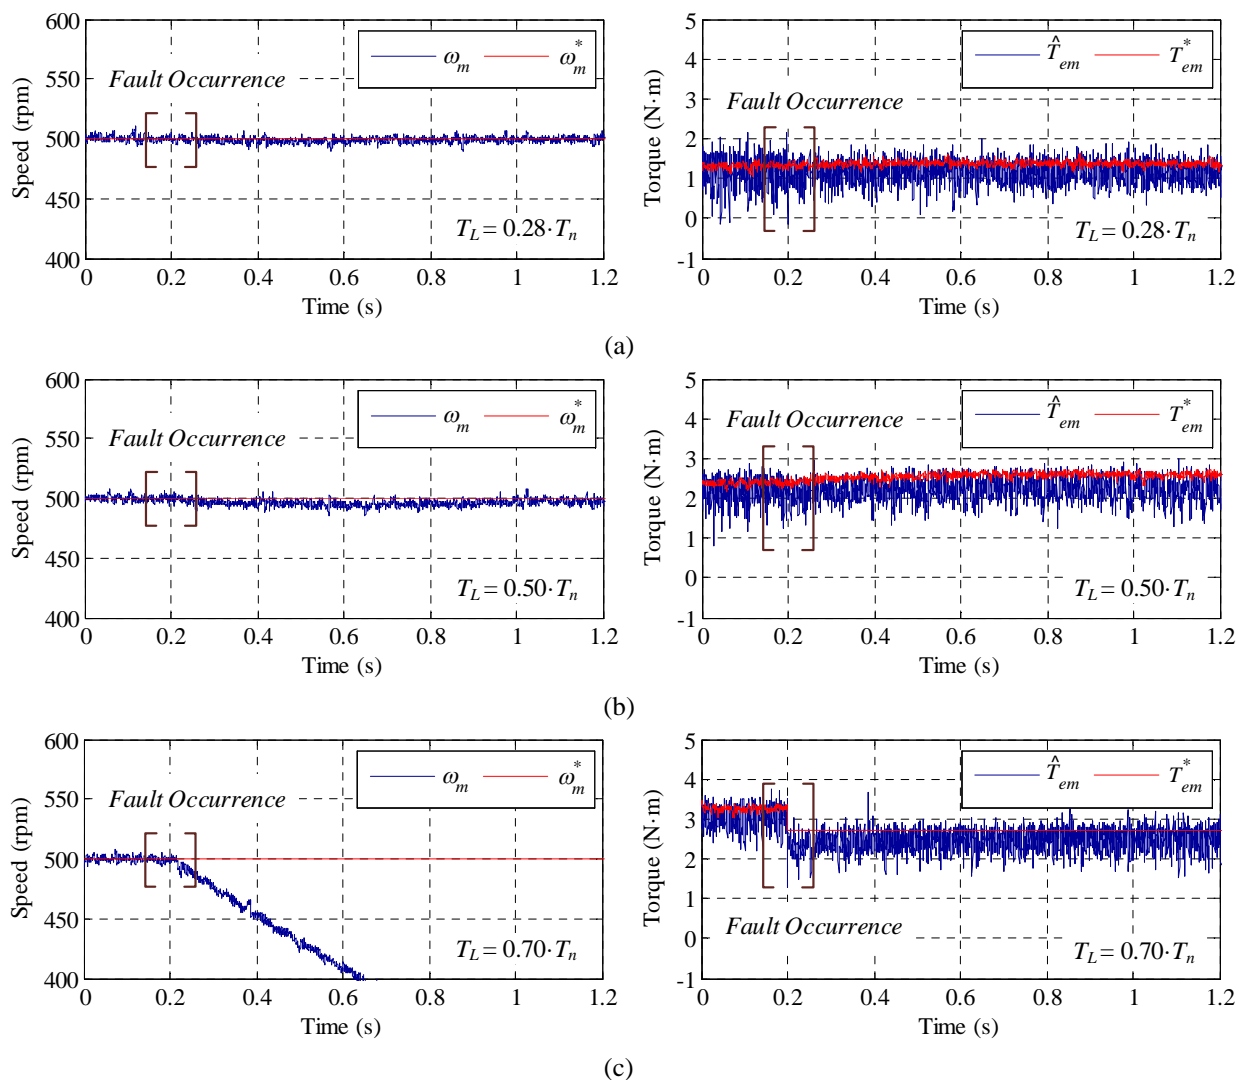 600
550
500
450
400
Speed (rpm)
Fault Occurrence
ω_m ω_m^*
T_L = 0.28·T_n
0 0.2 0.4 0.6 0.8 1 1.2
Time (s)
5
4
3
2
1
0
-1
Torque (N·m)
Fault Occurrence
T̂_em T_em^*
T_L = 0.28·T_n
0 0.2 0.4 0.6 0.8 1 1.2
Time (s)
(a)
600
550
500
450
400
Speed (rpm)
Fault Occurrence
ω_m ω_m^*
T_L = 0.50·T_n
0 0.2 0.4 0.6 0.8 1 1.2
Time (s)
5
4
3
2
1
0
-1
Torque (N·m)
Fault Occurrence
T̂_em T_em^*
T_L = 0.50·T_n
0 0.2 0.4 0.6 0.8 1 1.2
Time (s)
(b)
600
550
500
450
400
Speed (rpm)
Fault Occurrence
ω_m ω_m^*
T_L = 0.70·T_n
0 0.2 0.4 0.6 0.8 1 1.2
Time (s)
5
4
3
2
1
0
-1
Torque (N·m)
T̂_em T_em^*
Fault Occurrence
T_L = 0.70·T_n
0 0.2 0.4 0.6 0.8 1 1.2
Time (s)
(c)